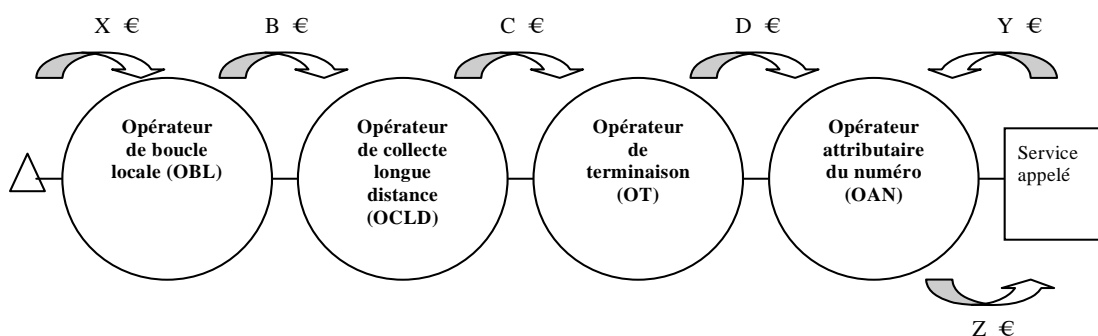 X €
B €
C €
D €
Y €
Opérateur
de boucle
locale (OBL)
Opérateur
de collecte
longue
distance
(OCLD)
Opérateur
de
terminaison
(OT)
Opérateur
attributaire
du numéro
(OAN)
Service
appelé
Z €